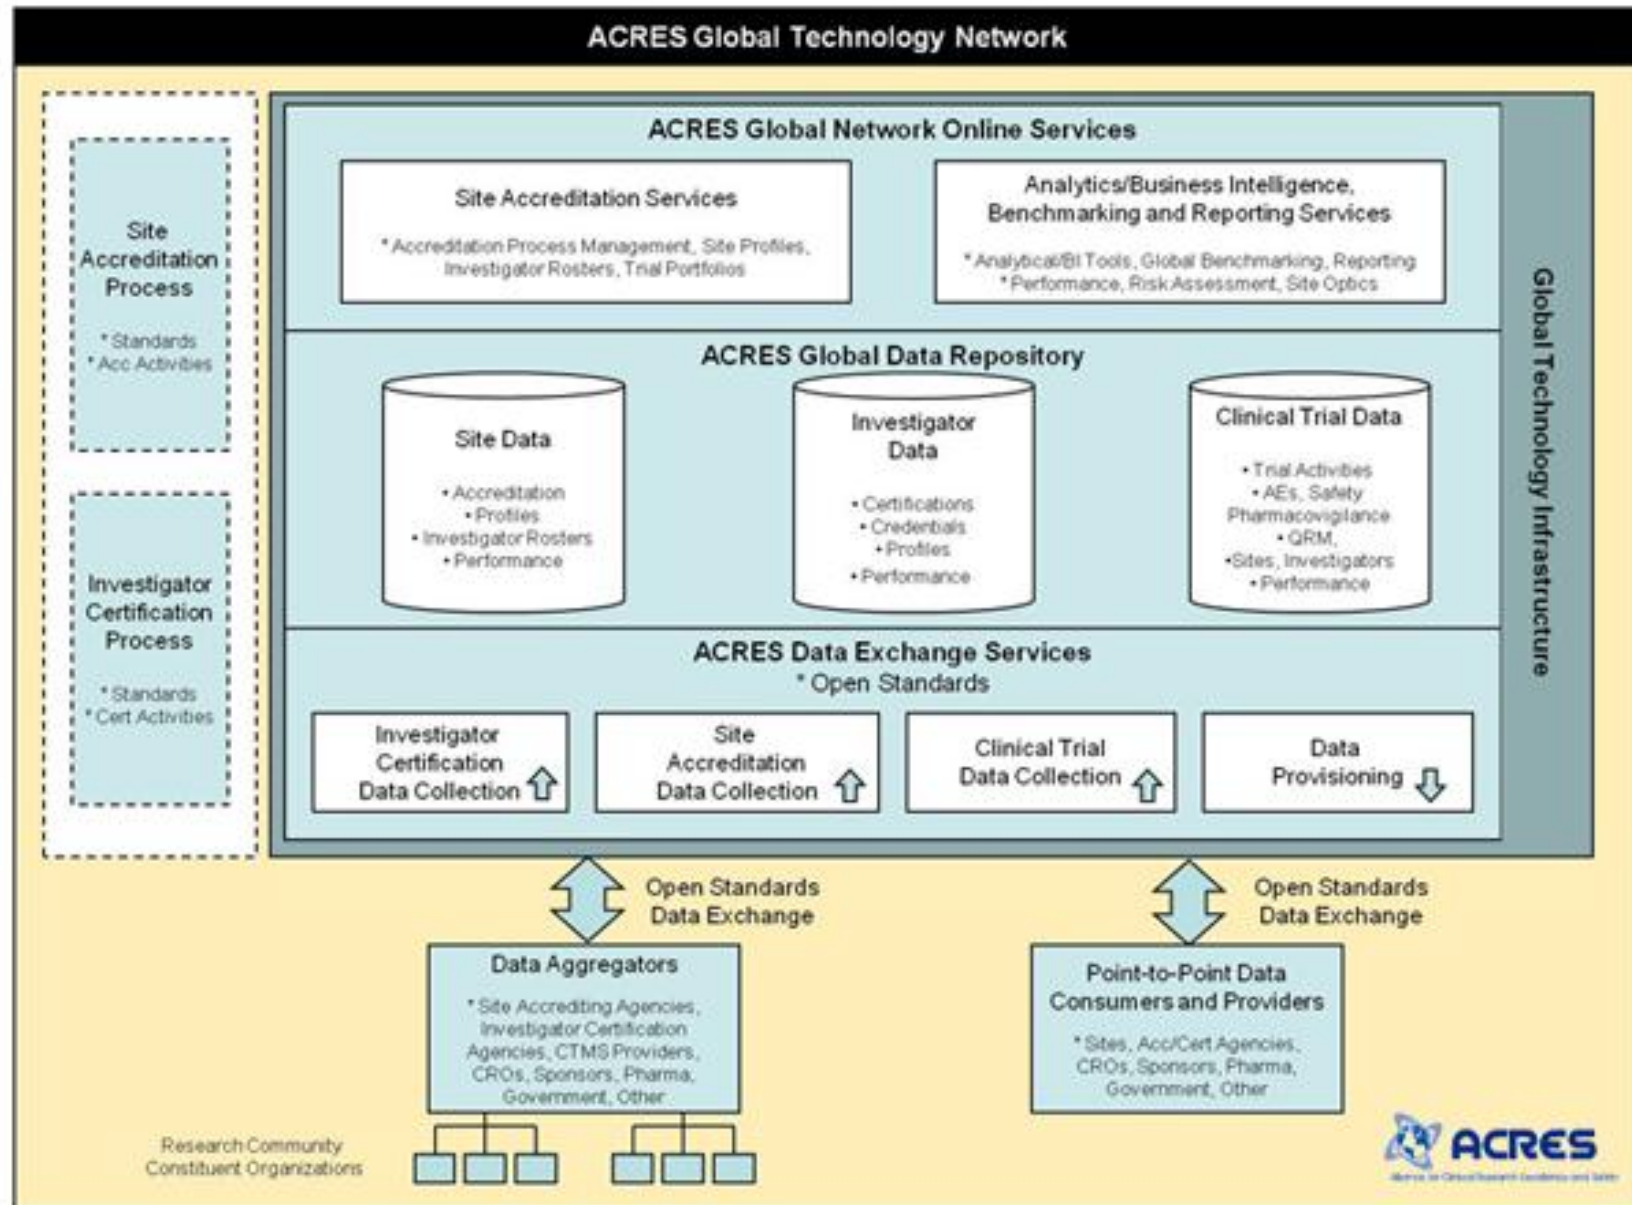 ACRES Global Technology Network
Site
Accreditation
Process
* Standards
* Acc Activities
Investigator
Certification
Process
* Standards
* Cert Activities
ACRES Global Network Online Services
Site Accreditation Services
* Accreditation Process Management, Site Profiles,
Investigator Rosters, Trial Portfolios
Analytics/Business Intelligence,
Benchmarking and Reporting Services
* Analytical/BI Tools, Global Benchmarking, Reporting
* Performance, Risk Assessment, Site Optics
ACRES Global Data Repository
Site Data
• Accreditation
• Profiles
• Investigator Rosters
• Performance
Investigator
Data
• Certifications
• Credentials
• Profiles
• Performance
Clinical Trial Data
• Trial Activities
• AEs, Safety
Pharmacovigilance
• QRM,
•Sites, Investigators
• Performance
ACRES Data Exchange Services
* Open Standards
Investigator
Certification
Data Collection
Site
Accreditation
Data Collection
Clinical Trial
Data Collection
Data
Provisioning
Global Technology Infrastructure
Open Standards
Data Exchange
Open Standards
Data Exchange
Data Aggregators
* Site Accrediting Agencies,
Investigator Certification
Agencies, CTMS Providers,
CROs, Sponsors, Pharma,
Government, Other
Point-to-Point Data
Consumers and Providers
* Sites, Acc/Cert Agencies,
CROs, Sponsors, Pharma,
Government, Other
Research Community
Constituent Organizations
ACRES
Alliance for Clinical Research Excellence and Safety